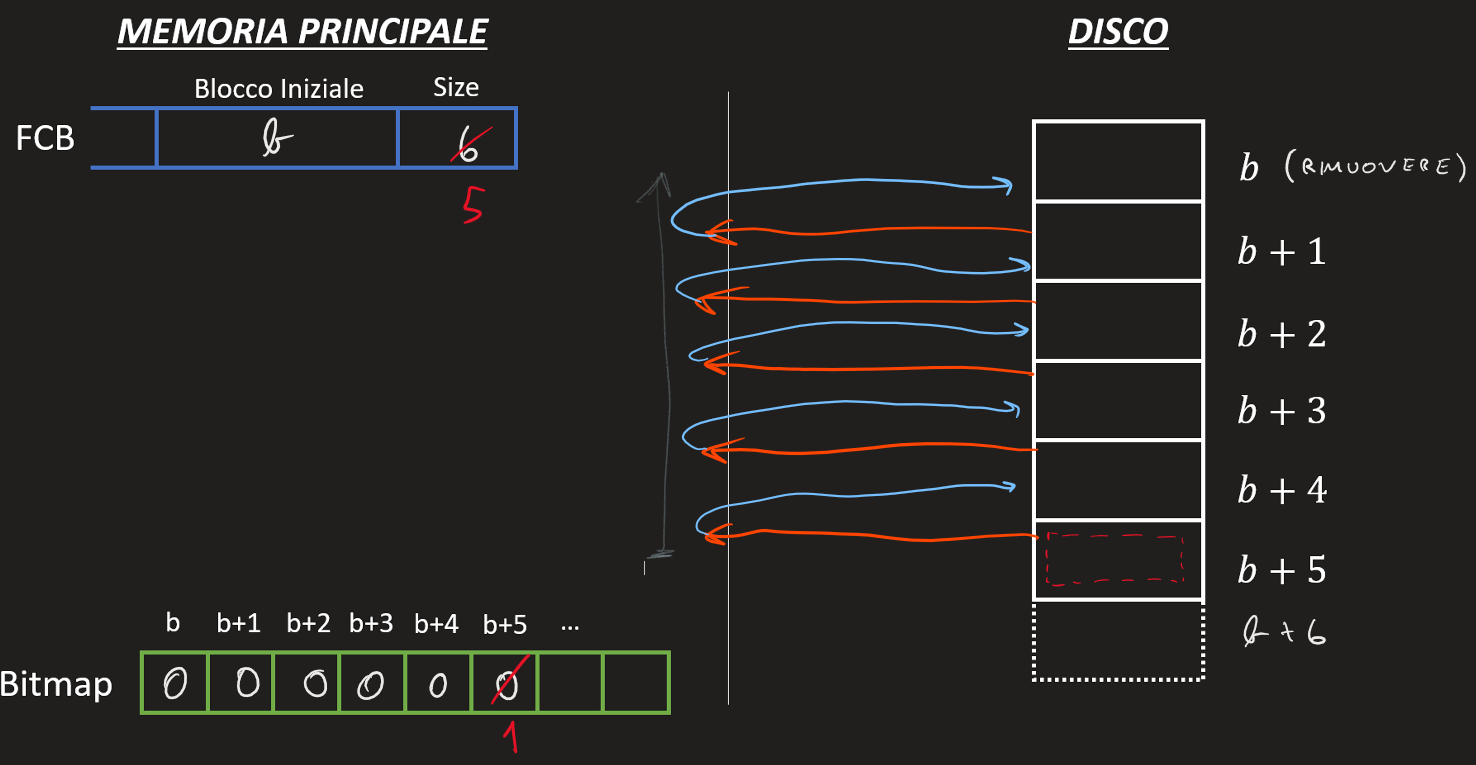 MEMORIA PRINCIPALE
DISCO
Blocco Iniziale Size
FCB b 6
5
b (RIMUOVERE)
b + 1
b + 2
b + 3
b + 4
b + 5
b + 6
b b+1 b+2 b+3 b+4 b+5 ...
Bitmap 0 0 0 0 0 0
1